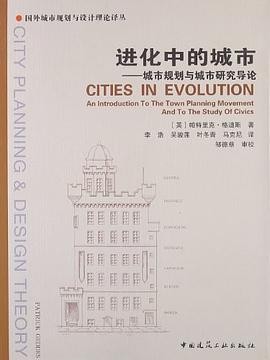 国外城市规划与设计理论译丛
CITY PLANNING & DESIGN THEORY
PATRICK GEDDES
进化中的城市
——城市规划与城市研究导论
CITIES IN EVOLUTION
An Introduction To The Town Planning Movement
And To The Study Of Civics
[英] 帕特里克·格迪斯 著
李浩 吴骏莲 叶冬青 马克尼 译
邹德慈 审校
中国建筑工业出版社